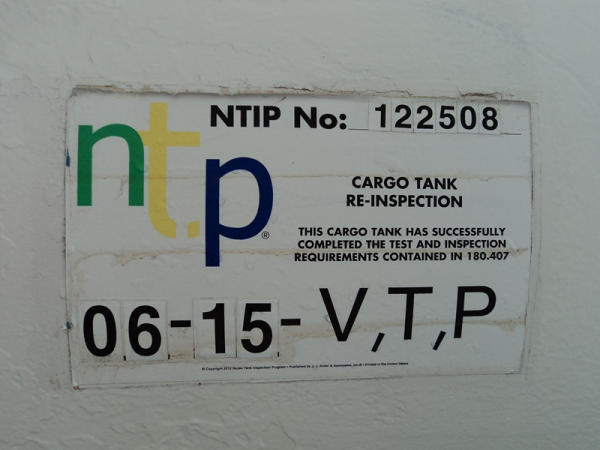 NTIP No: 122508
ntp®
CARGO TANK
RE-INSPECTION
THIS CARGO TANK HAS SUCCESSFULLY
COMPLETED THE TEST AND INSPECTION
REQUIREMENTS CONTAINED IN 180.407
06-15-V,T,P